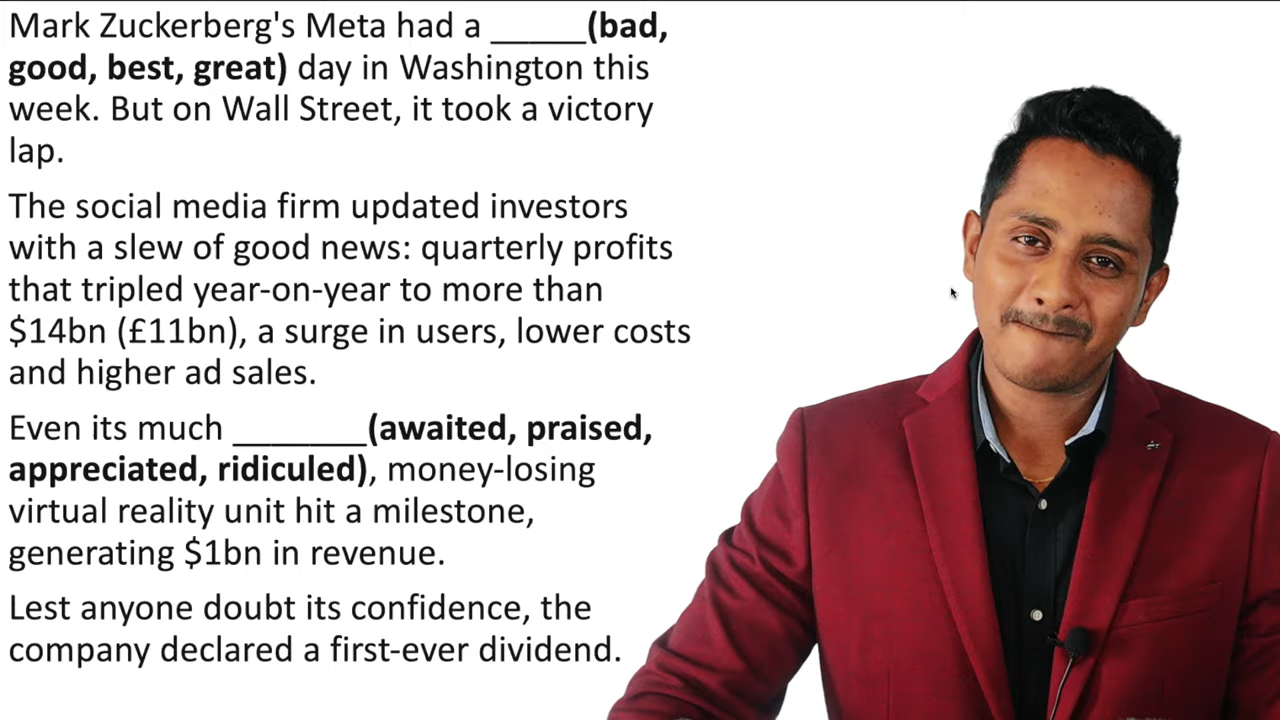 Mark Zuckerberg's Meta had a _____(bad,
good, best, great) day in Washington this
week. But on Wall Street, it took a victory
lap.
The social media firm updated investors
with a slew of good news: quarterly profits
that tripled year-on-year to more than
$14bn (£11bn), a surge in users, lower costs
and higher ad sales.
Even its much _______(awaited, praised,
appreciated, ridiculed), money-losing
virtual reality unit hit a milestone,
generating $1bn in revenue.
Lest anyone doubt its confidence, the
company declared a first-ever dividend.